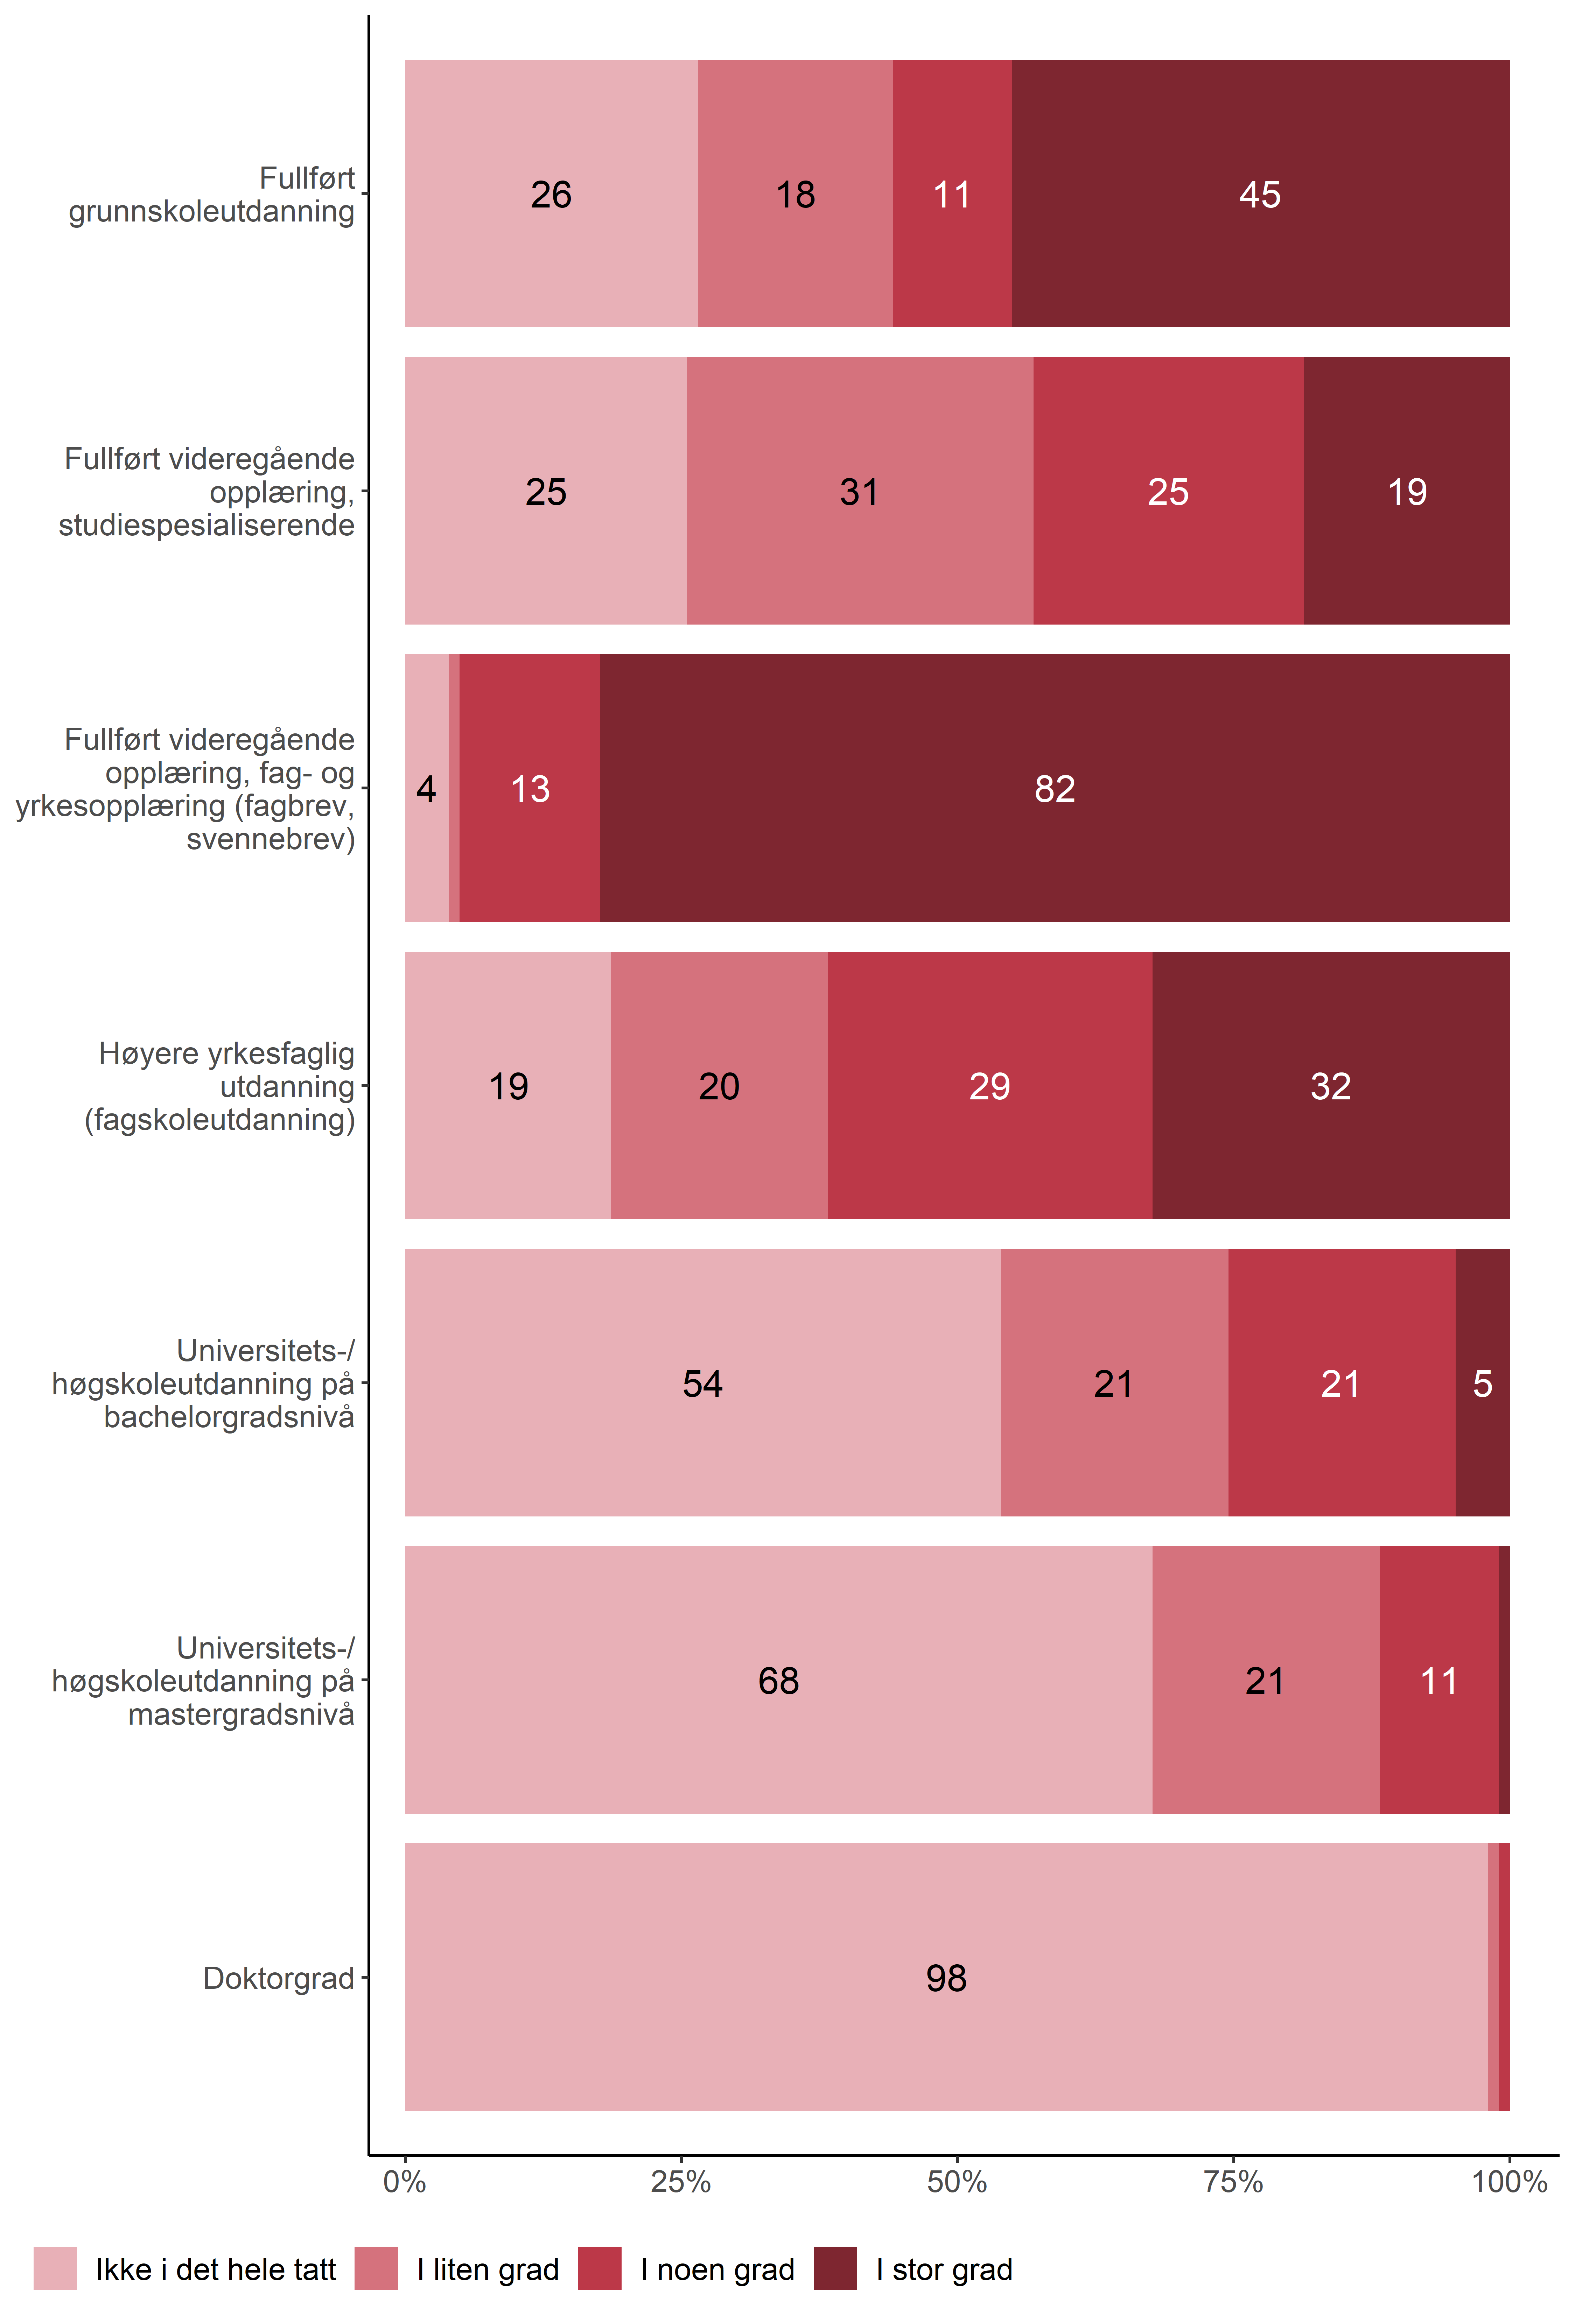 Fullført
grunnskoleutdanning
26 18 11 45
Fullført videregående
opplæring,
studiespesialiserende
25 31 25 19
Fullført videregående
opplæring, fag- og
yrkesopplæring (fagbrev,
svennebrev)
4 13 82
Høyere yrkesfaglig
utdanning
(fagskoleutdanning)
19 20 29 32
Universitets-/
høgskoleutdanning på
bachelorgradsnivå
54 21 21 5
Universitets-/
høgskoleutdanning på
mastergradsnivå
68 21 11
Doktorgrad
98
0% 25% 50% 75% 100%
Ikke i det hele tatt I liten grad I noen grad I stor grad